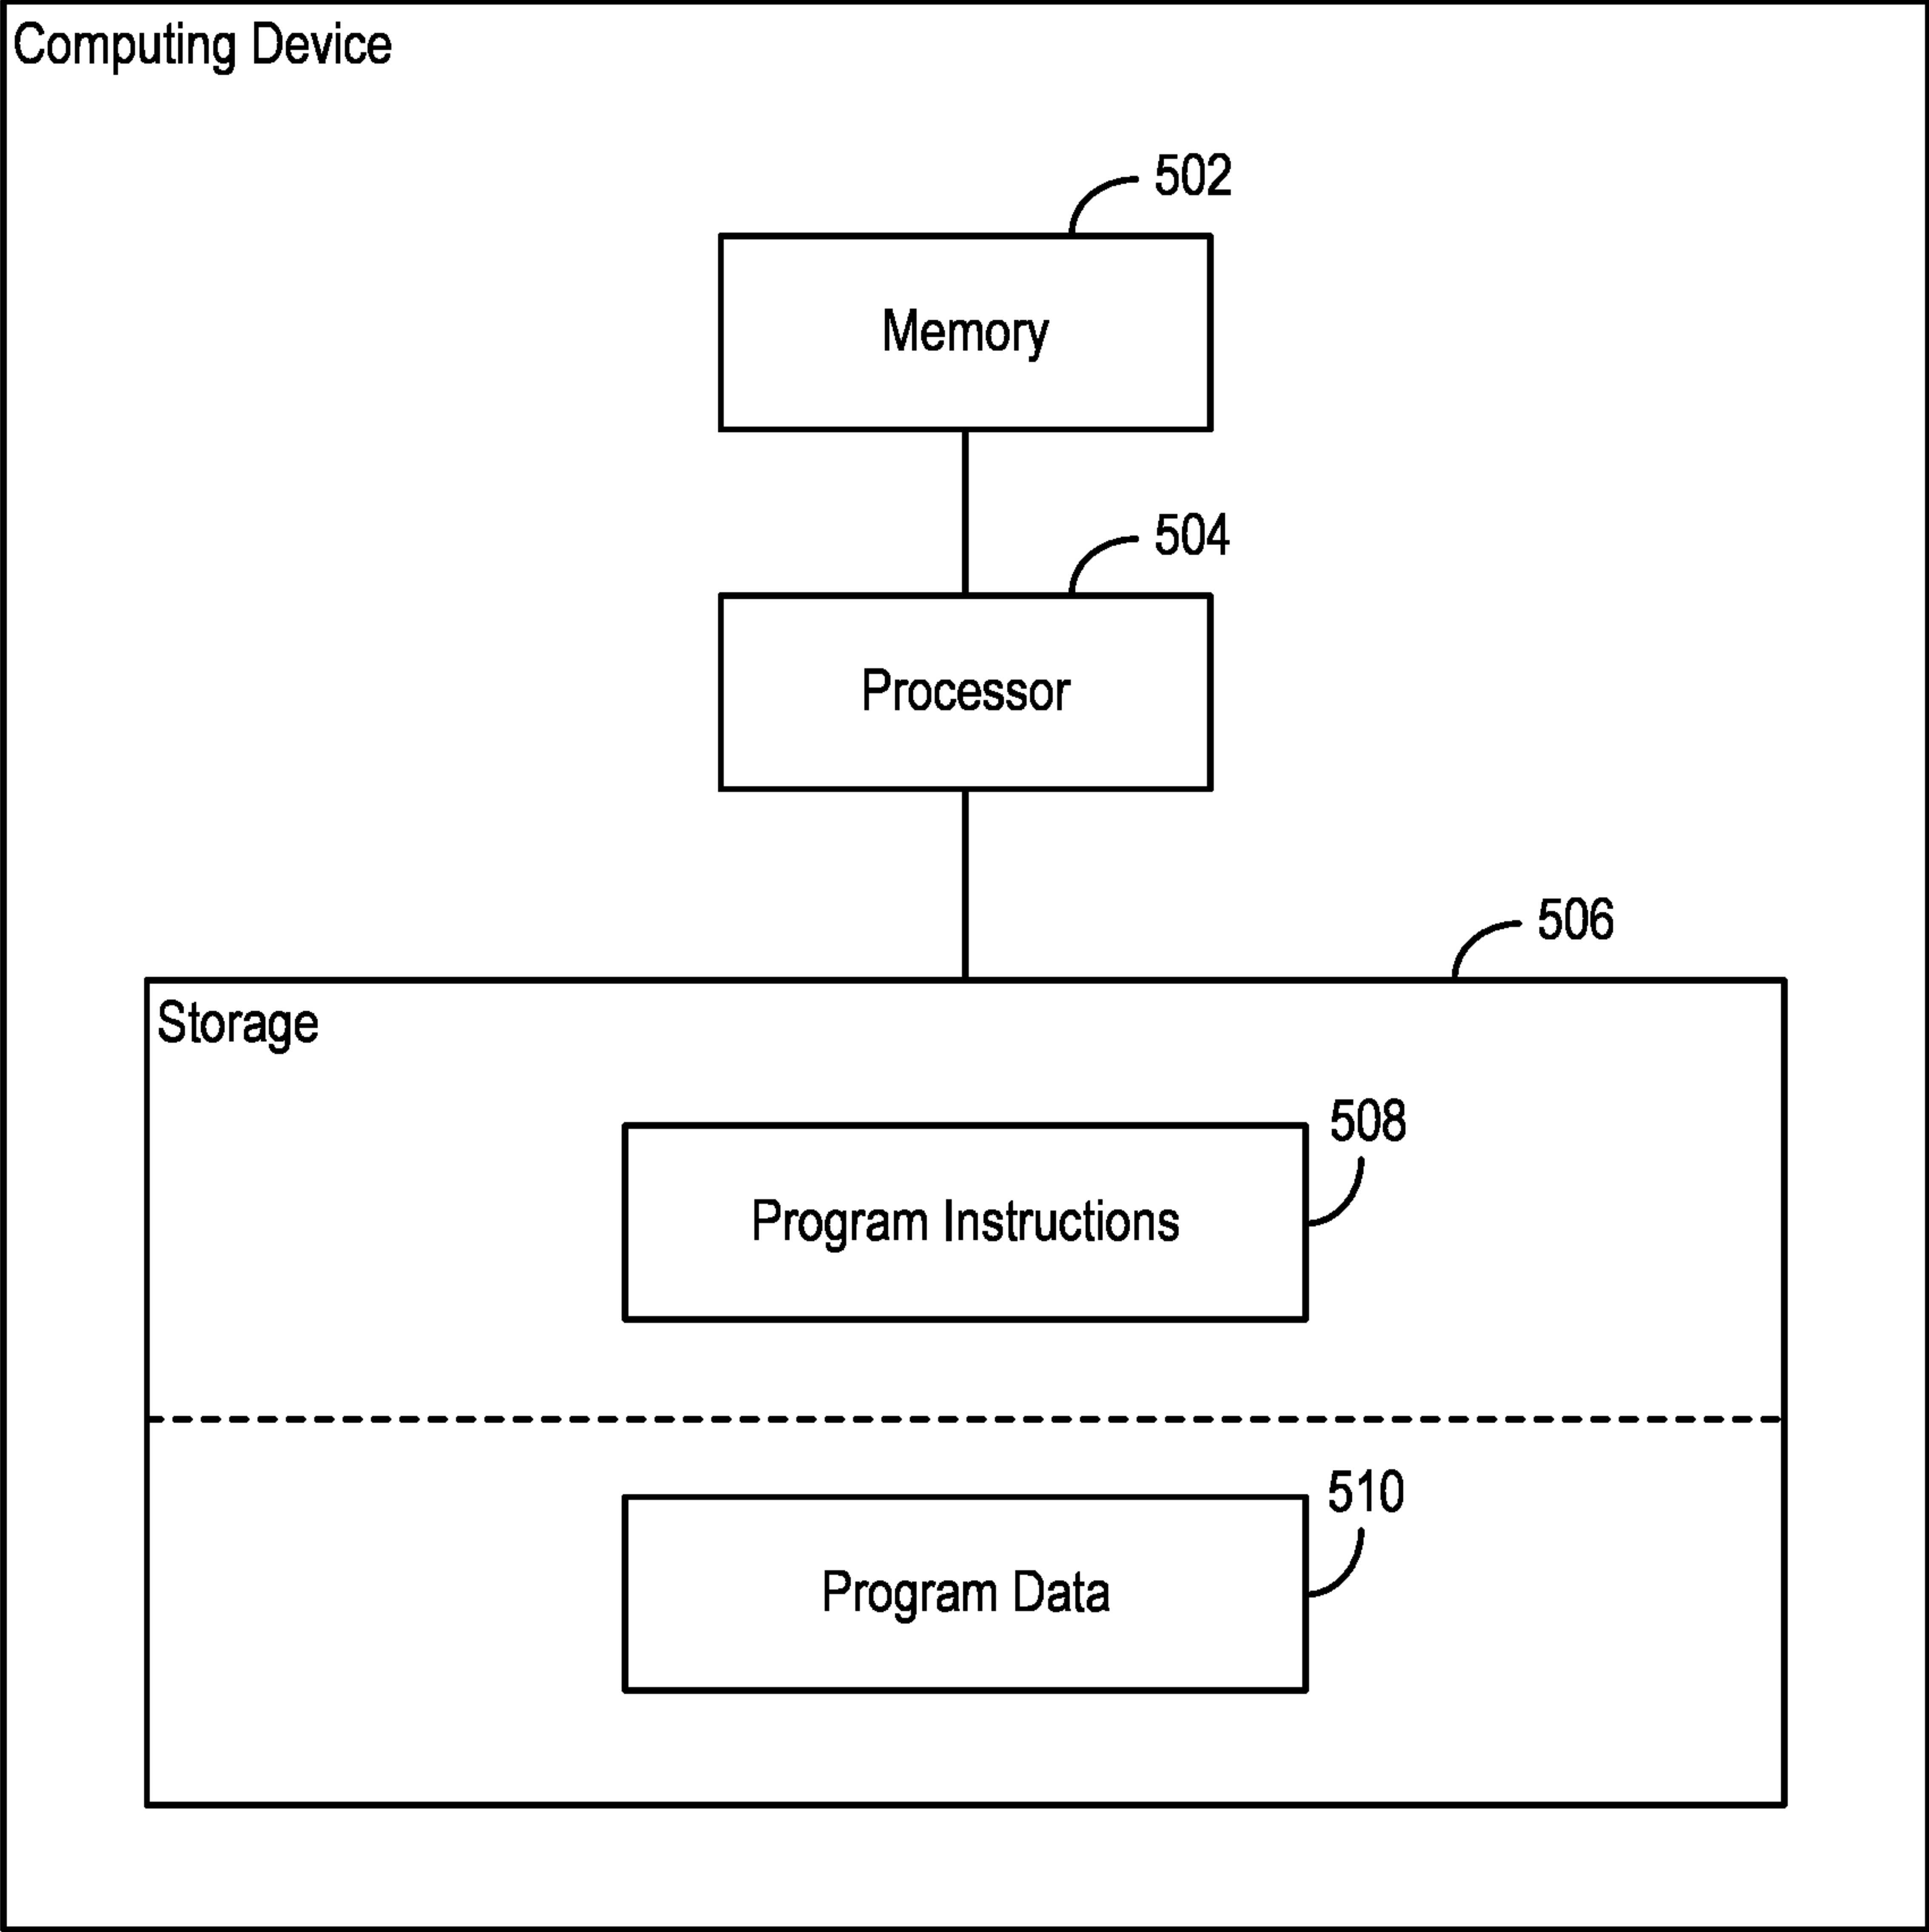 Computing Device
502
Memory
504
Processor
506
Storage
508
Program Instructions
510
Program Data